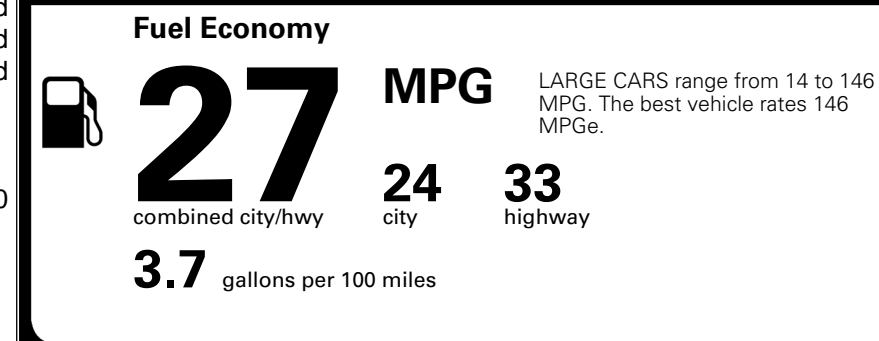 d
d
d
0
Fuel Economy
27
MPG
LARGE CARS range from 14 to 146
MPG. The best vehicle rates 146
MPGe.
24
33
combined city/hwy
city
highway
3.7 gallons per 100 miles